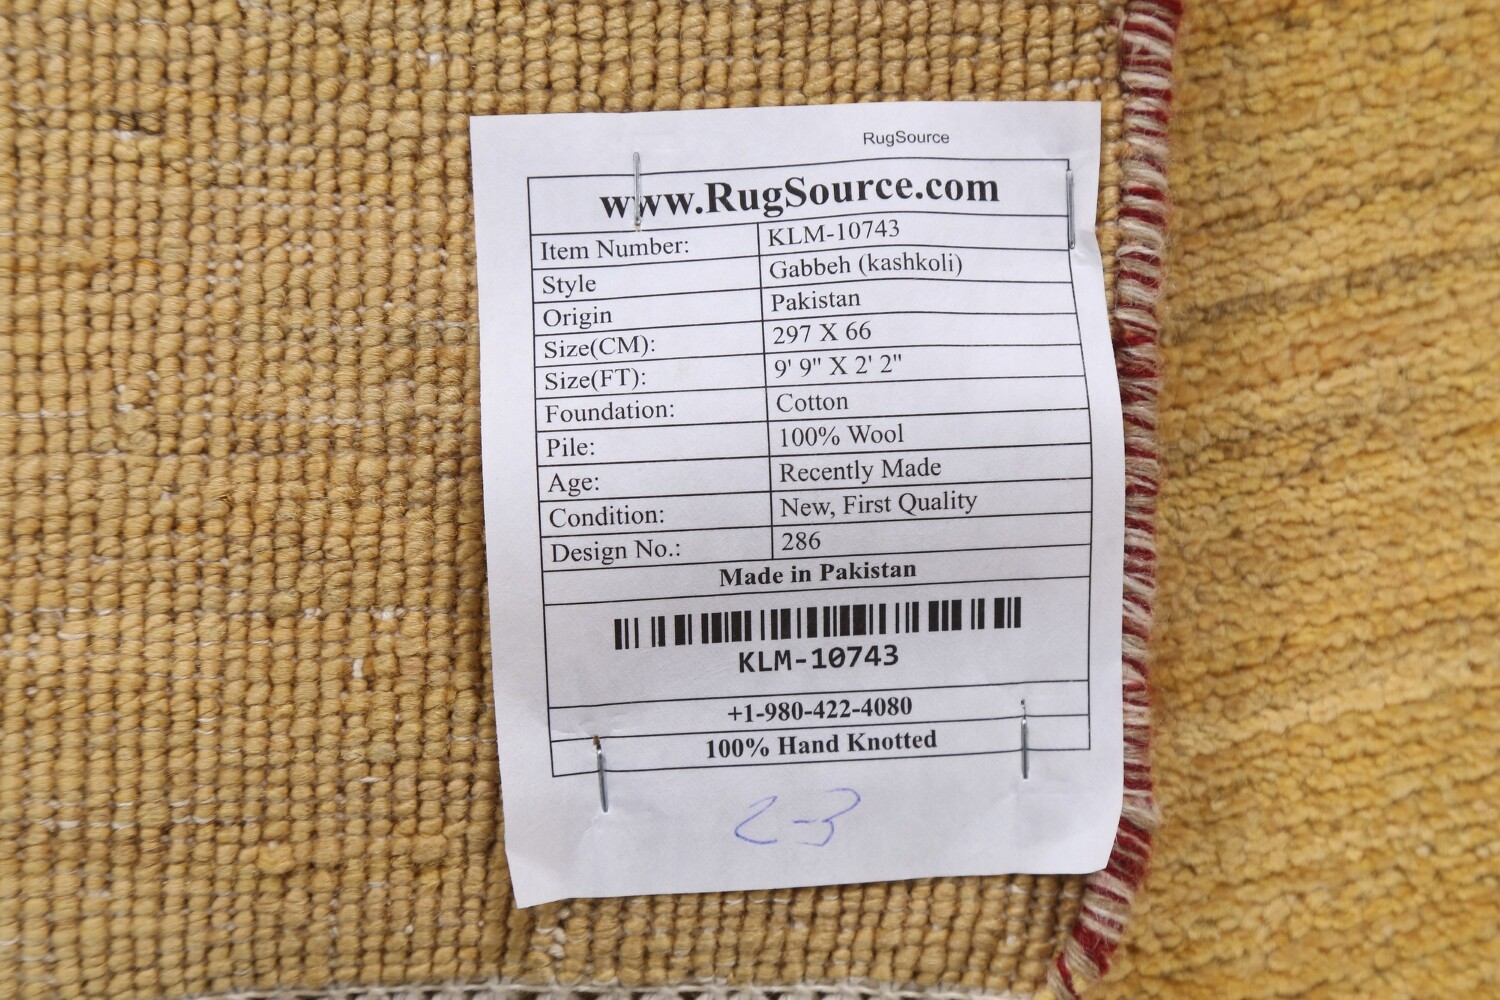 RugSource
www.RugSource.com
Item Number: KLM-10743
Style Gabbeh (kashkoli)
Origin Pakistan
Size(CM): 297 X 66
Size(FT): 9' 9" X 2' 2"
Foundation: Cotton
Pile: 100% Wool
Age: Recently Made
Condition: New, First Quality
Design No.: 286
Made in Pakistan
KLM-10743
+1-980-422-4080
100% Hand Knotted
2-3